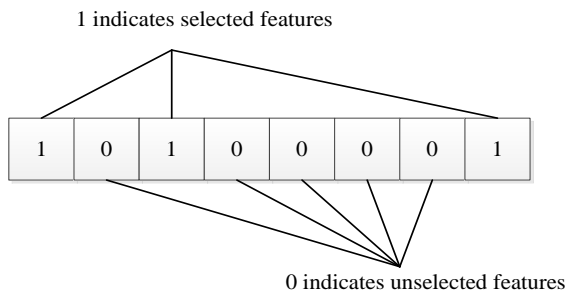 1 indicates selected features
1 0 1 0 0 0 0 1
0 indicates unselected features